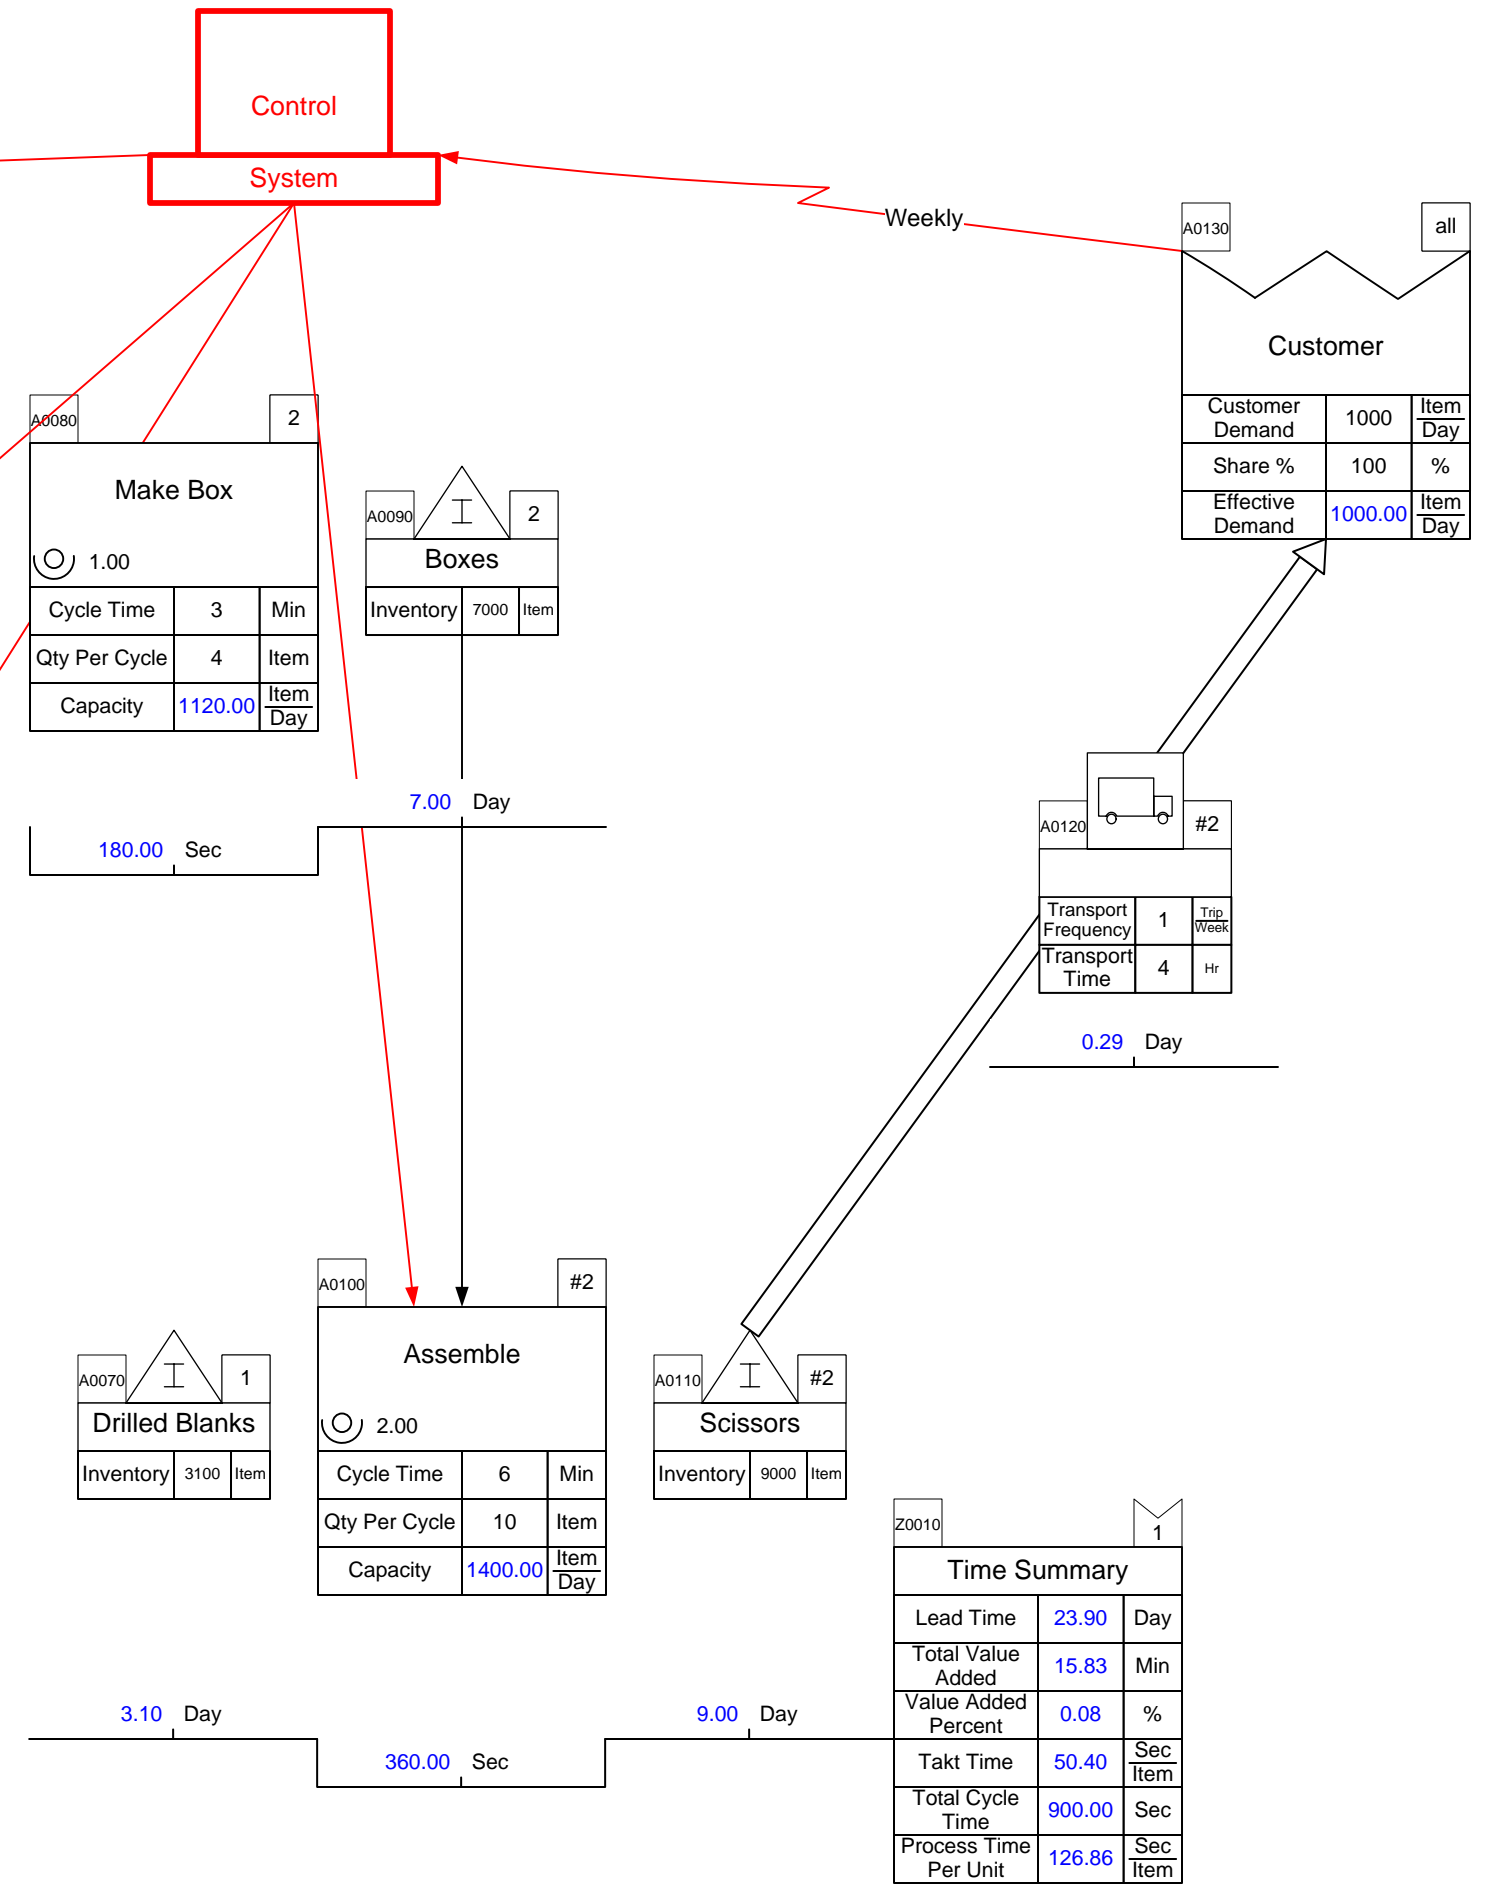 Control
System
Weekly
A0130
all
Customer
Customer Demand 1000 Item Day
Share % 100 %
Effective Demand 1000.00 Item Day
A0080
2
Make Box
1.00
Cycle Time 3 Min
Qty Per Cycle 4 Item
Capacity 1120.00 Item Day
A0090
I
2
Boxes
Inventory 7000 Item
7.00 Day
180.00 Sec
A0120
#2
Transport Frequency 1 Trip Week
Transport Time 4 Hr
0.29 Day
A0070
I
1
Drilled Blanks
Inventory 3100 Item
A0100
#2
Assemble
2.00
Cycle Time 6 Min
Qty Per Cycle 10 Item
Capacity 1400.00 Item Day
A0110
I
#2
Scissors
Inventory 9000 Item
3.10 Day
360.00 Sec
9.00 Day
Z0010
1
Time Summary
Lead Time 23.90 Day
Total Value Added 15.83 Min
Value Added Percent 0.08 %
Takt Time 50.40 Sec Item
Total Cycle Time 900.00 Sec
Process Time Per Unit 126.86 Sec Item